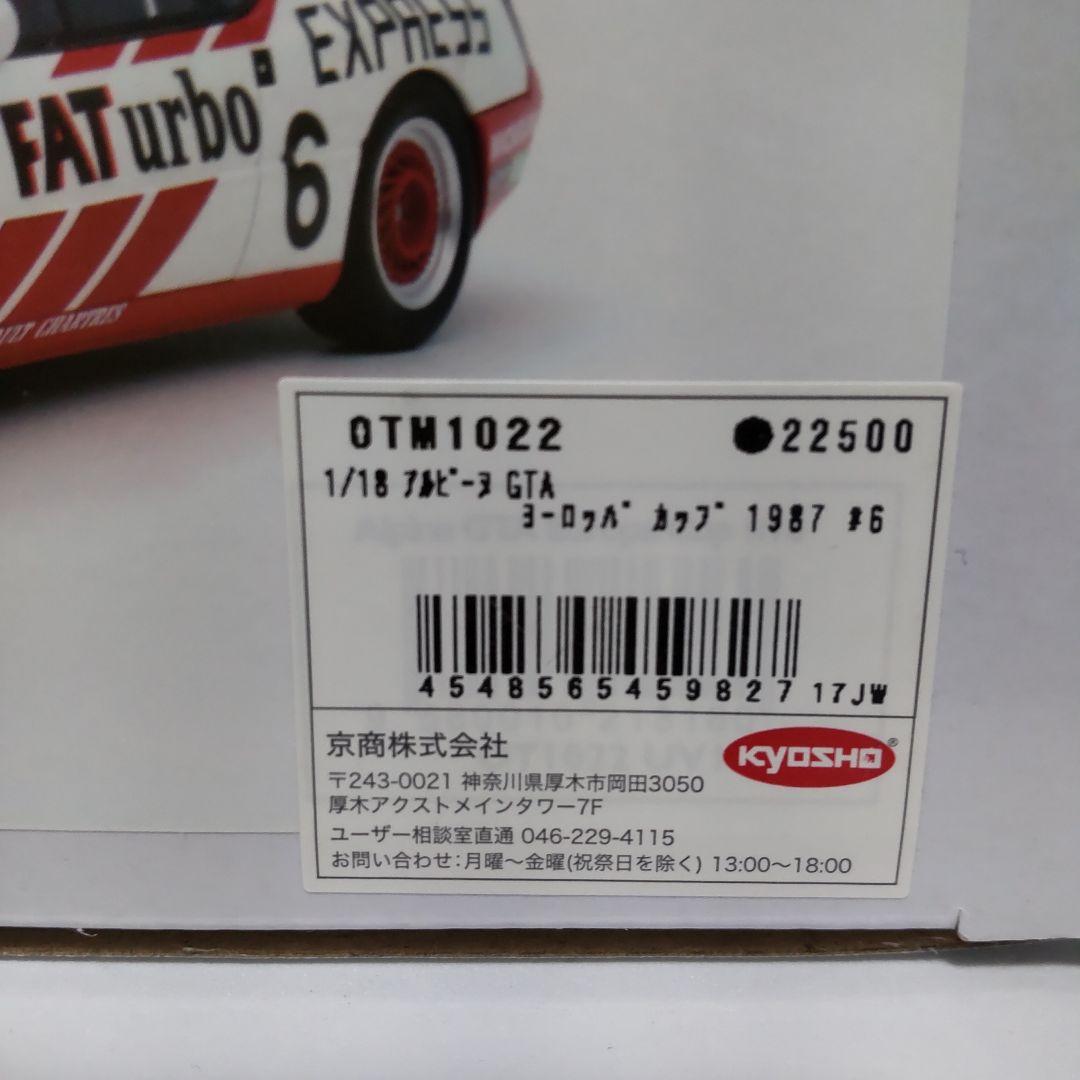 EXPRESS
FATurbo
6
ULT CHARTRES
OTM1022 ●22500
1/18 アルピーヌ GTA
ヨーロッパ カップ 1987 #6
4548565459827 17JW
京商株式会社
KYOSHO®
〒243-0021 神奈川県厚木市岡田3050
厚木アクストメインタワー7F
ユーザー相談室直通 046-229-4115
お問い合わせ:月曜~金曜(祝祭日を除く) 13:00~18:00